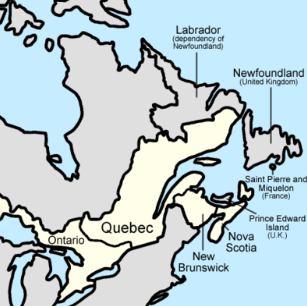 Labrador
(dependency of
Newfoundland)
Newfoundland
(United Kingdom)
Saint Pierre and
Miquelon
(France)
Prince Edward
Island
(U.K.)
Quebec
Ontario
Nova
Scotia
New
Brunswick